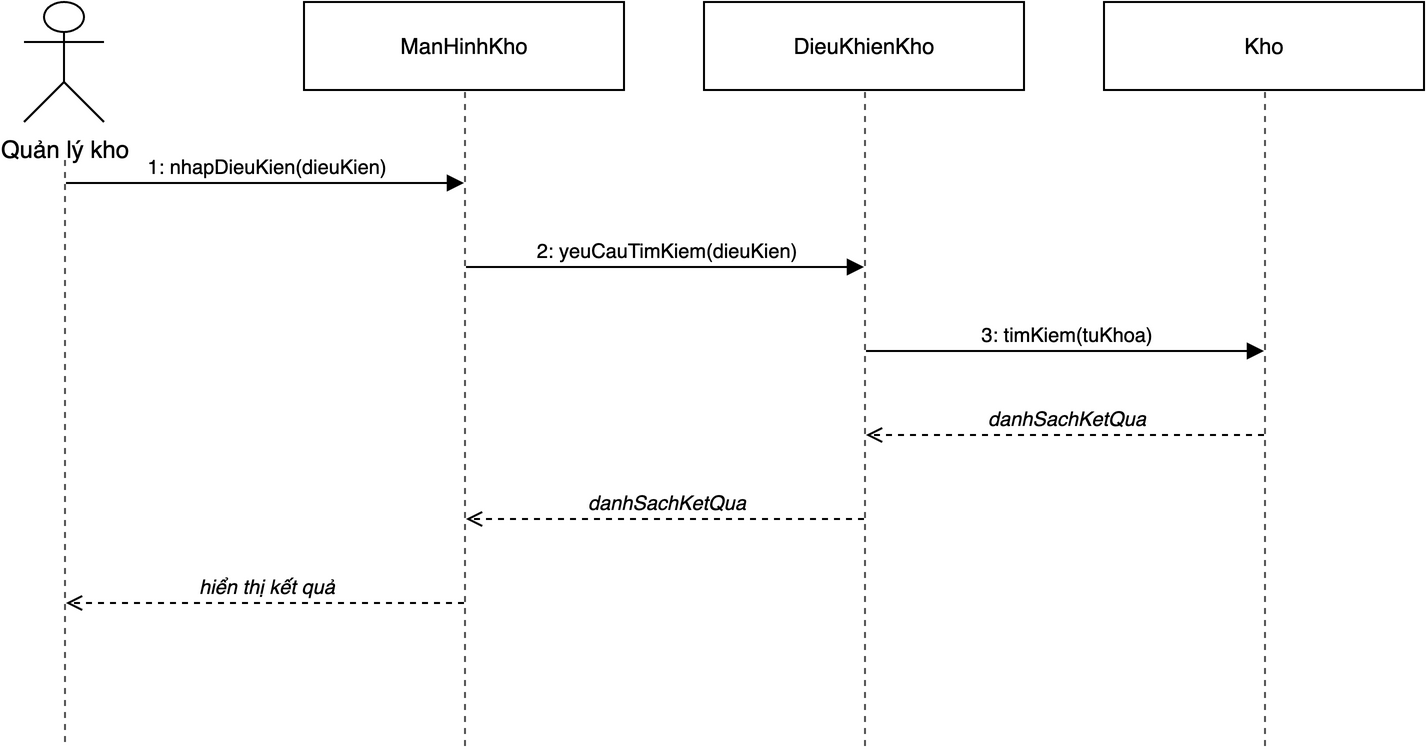 ManHinhKho
DieuKhienKho
Kho
Quản lý kho
1: nhapDieuKien(dieuKien)
2: yeuCauTimKiem(dieuKien)
3: timKiem(tuKhoa)
danhSachKetQua
danhSachKetQua
hiển thị kết quả